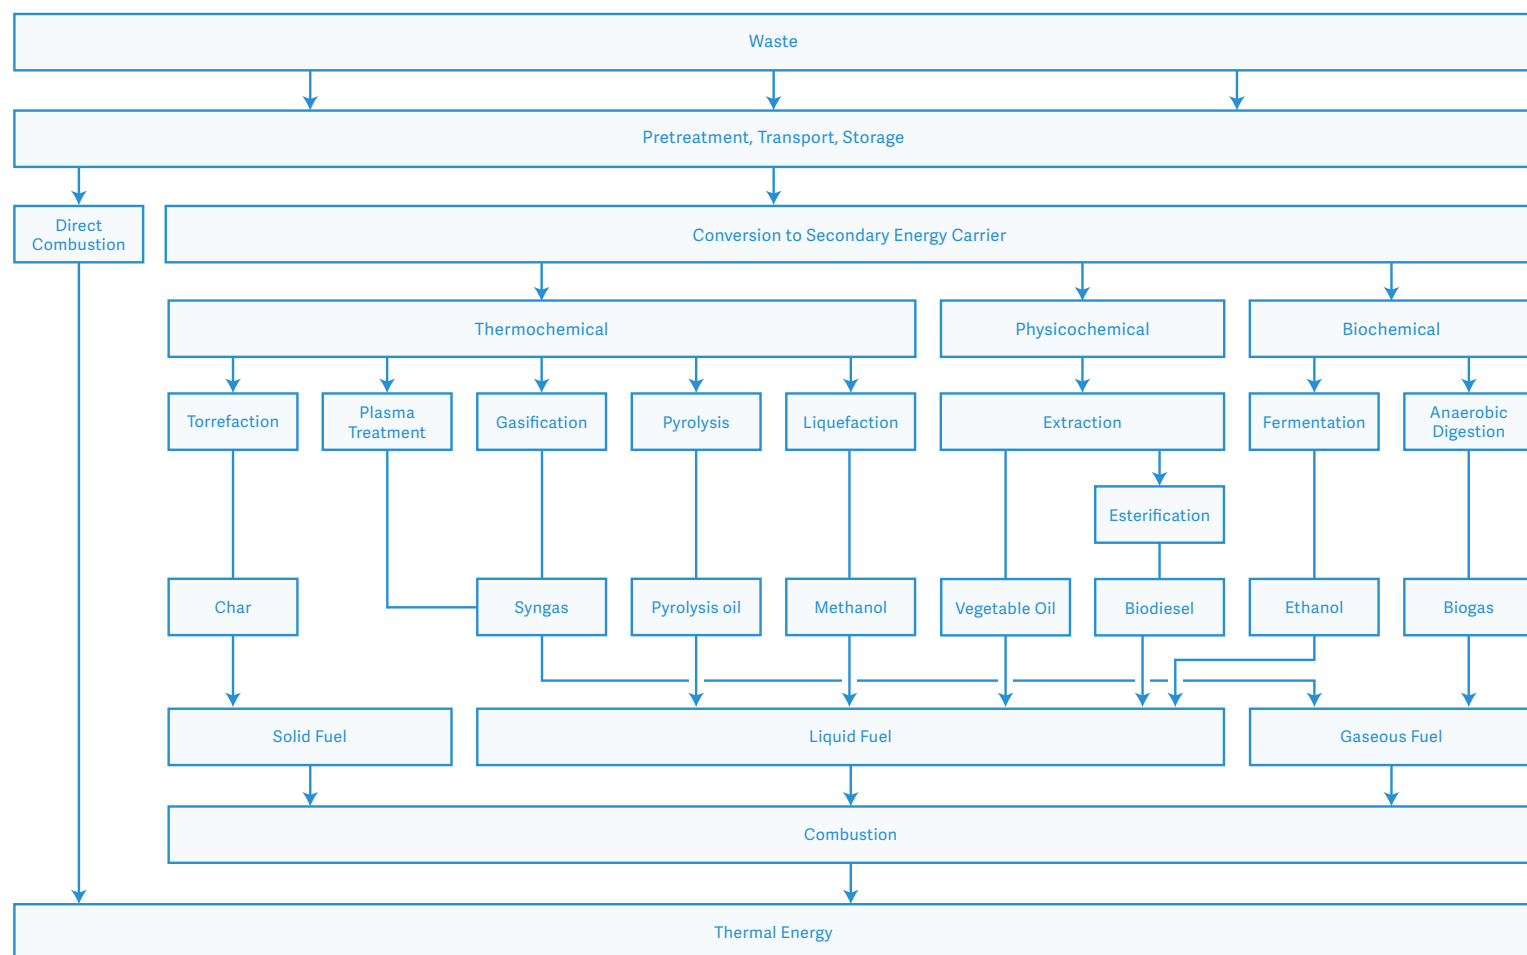 Waste
Pretreatment, Transport, Storage
Direct
Combustion
Conversion to Secondary Energy Carrier
Thermochemical
Physicochemical
Biochemical
Torrefaction
Plasma
Treatment
Gasification
Pyrolysis
Liquefaction
Extraction
Fermentation
Anaerobic
Digestion
Esterification
Char
Syngas
Pyrolysis oil
Methanol
Vegetable Oil
Biodiesel
Ethanol
Biogas
Solid Fuel
Liquid Fuel
Gaseous Fuel
Combustion
Thermal Energy